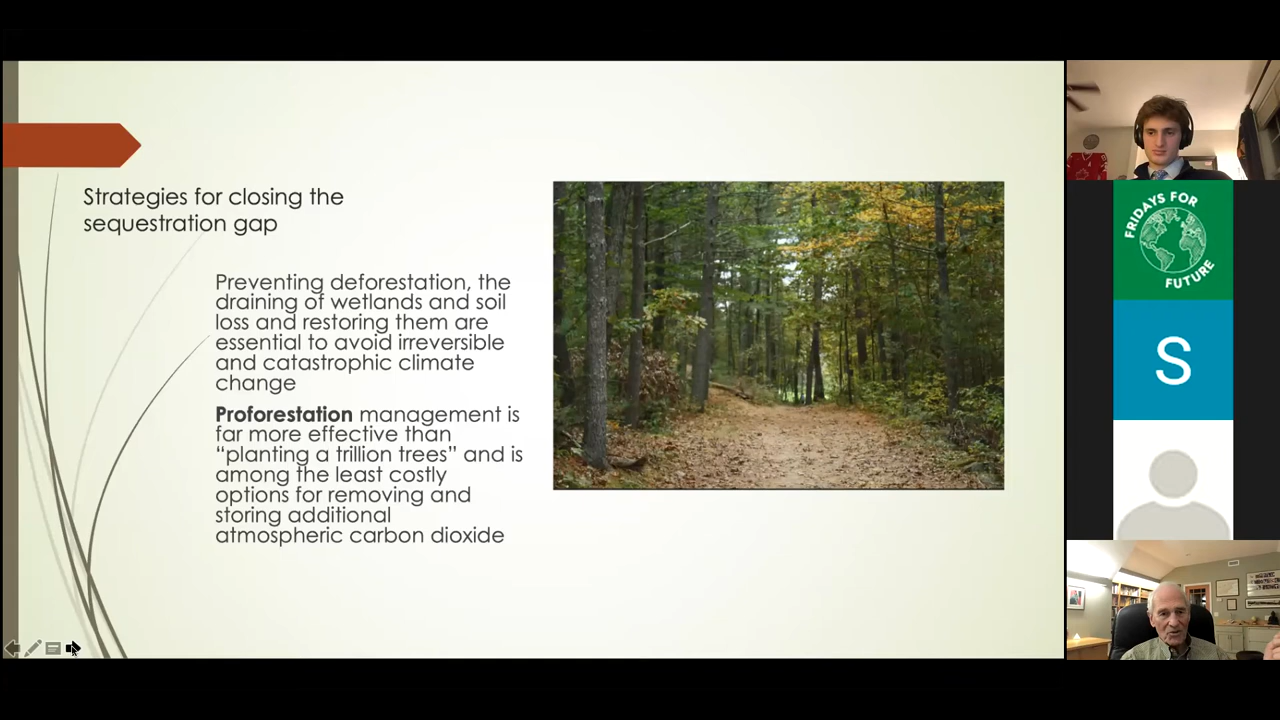 Strategies for closing the
sequestration gap
Preventing deforestation, the
draining of wetlands and soil
loss and restoring them are
essential to avoid irreversible
and catastrophic climate
change
Proforestation management is
far more effective than
“planting a trillion trees” and is
among the least costly
options for removing and
storing additional
atmospheric carbon dioxide
FRIDAYS FOR
FUTURE
S